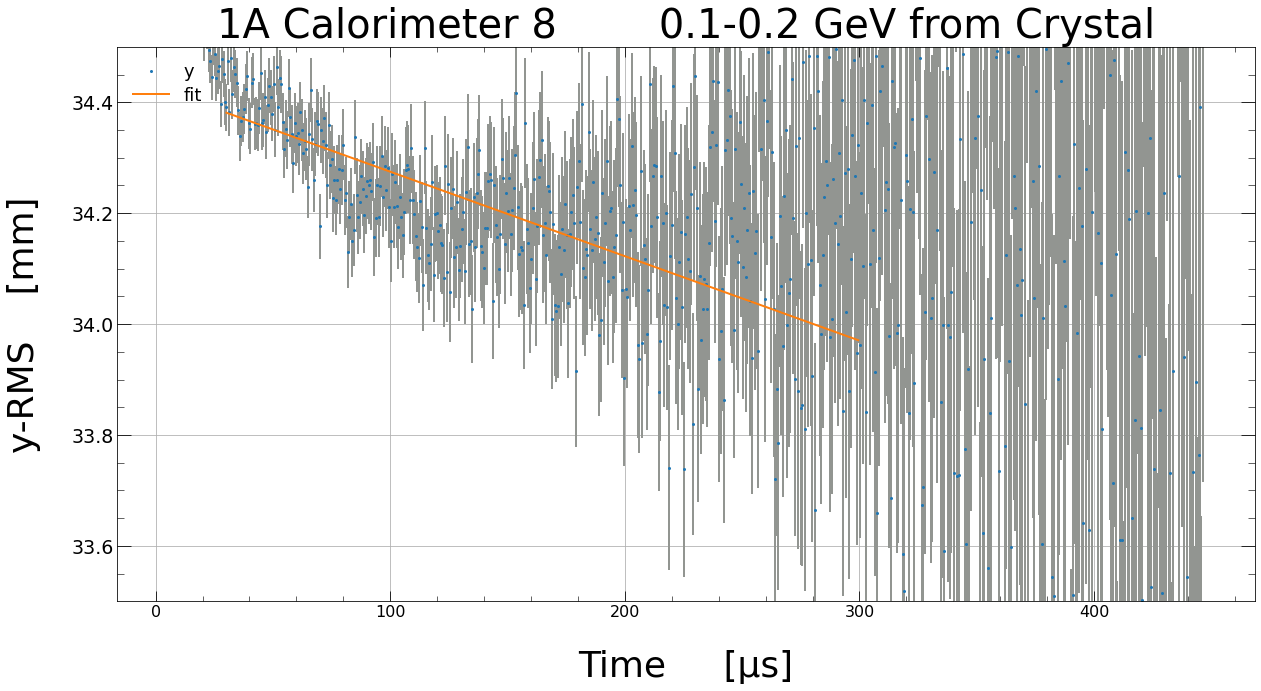 1A Calorimeter 8 0.1-0.2 GeV from Crystal
y
fit
34.4
34.2
34.0
33.8
33.6
y-RMS [mm]
0 100 200 300 400
Time [μs]